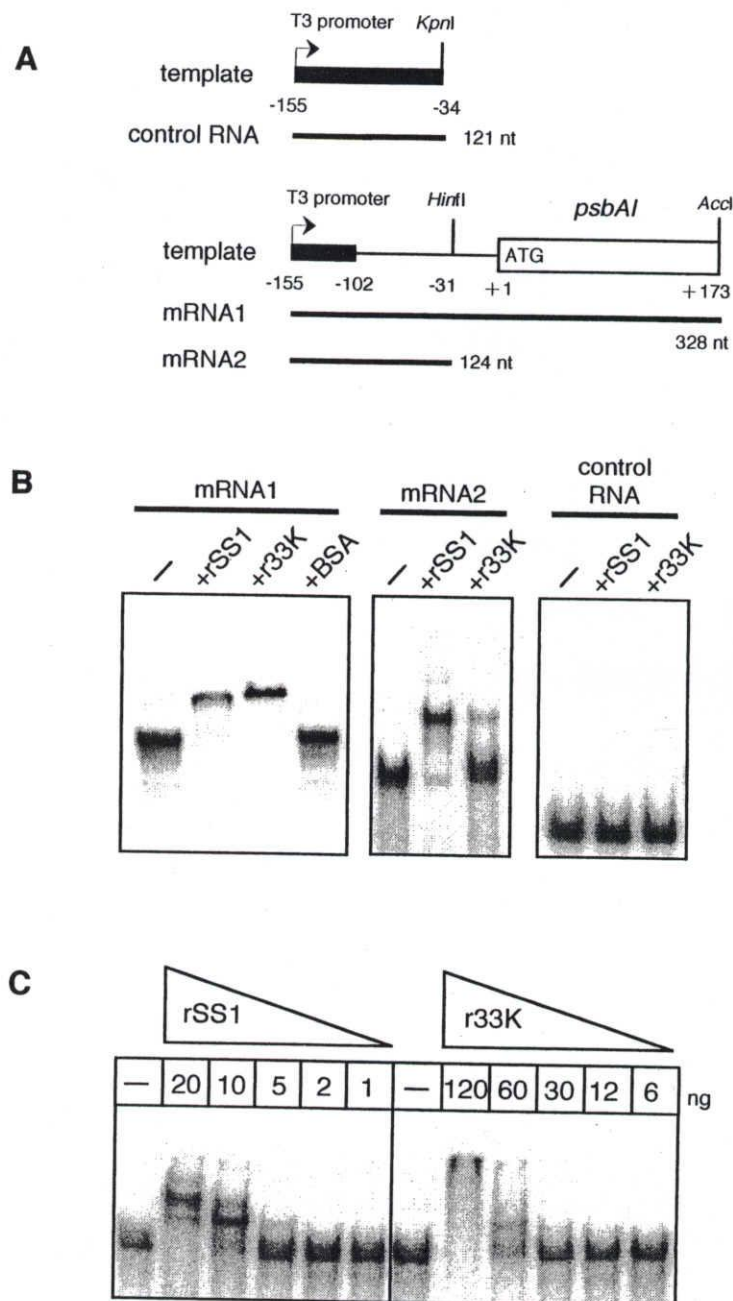 A
T3 promoter KpnI
template
-155 -34
control RNA 121 nt
T3 promoter HinfI psbAI AccI
template ATG
-155 -102 -31 +1 +173
mRNA1
328 nt
mRNA2 124 nt
B
mRNA1 mRNA2 control RNA
— +rSS1 +r33K +BSA — +rSS1 +r33K — +rSS1 +r33K
C
rSS1 r33K
— 20 10 5 2 1 — 120 60 30 12 6 ng